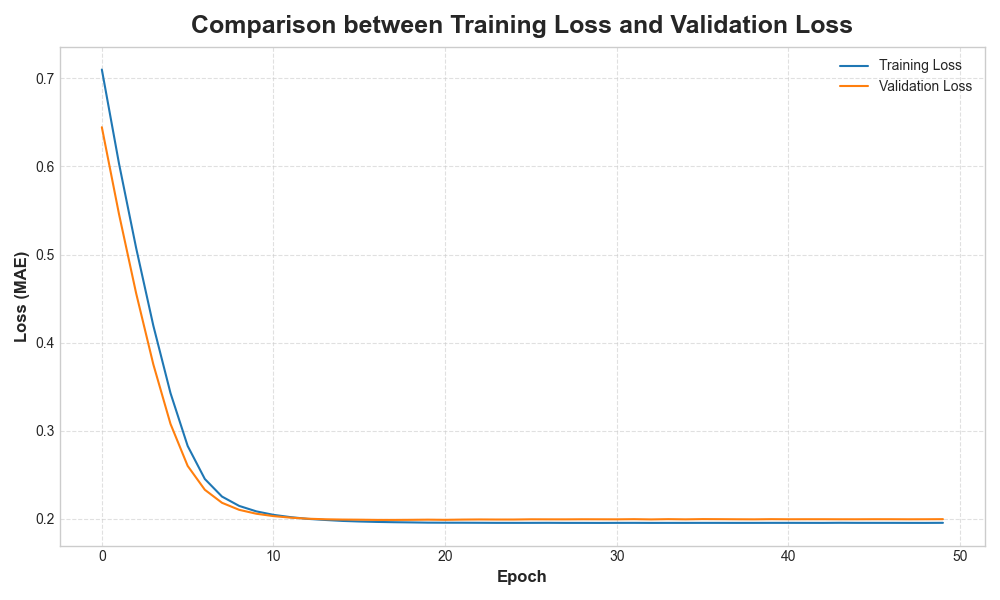 Comparison between Training Loss and Validation Loss
Training Loss
Validation Loss
0.7
0.6
0.5
0.4
0.3
0.2
Loss (MAE)
0 10 20 30 40 50
Epoch